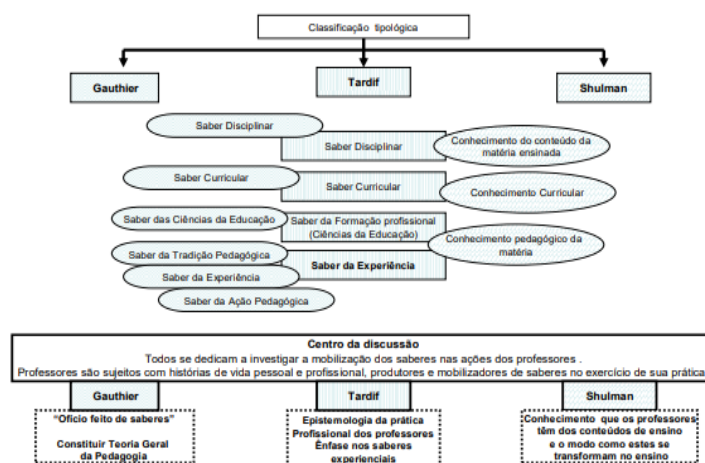 Classificação tipológica
Gauthier
Tardif
Shulman
Saber Disciplinar
Saber Disciplinar
Conhecimento do conteúdo da
matéria ensinada
Saber Curricular
Saber Curricular
Conhecimento Curricular
Saber das Ciências da Educação
Saber da Formação profissional
(Ciências da Educação)
Conhecimento pedagógico da
matéria
Saber da Tradição Pedagógica
Saber da Experiência
Saber da Experiência
Saber da Ação Pedagógica
Centro da discussão
Todos se dedicam a investigar a mobilização dos saberes nas ações dos professores .
Professores são sujeitos com histórias de vida pessoal e profissional, produtores e mobilizadores de saberes no exercício de sua prática
Gauthier
Tardif
Shulman
“Ofício feito de saberes”
Constituir Teoria Geral
da Pedagogia
Epistemologia da prática
Profissional dos professores
Ênfase nos saberes
experienciais
Conhecimento que os professores
têm dos conteúdos de ensino
e o modo como estes se
transformam no ensino